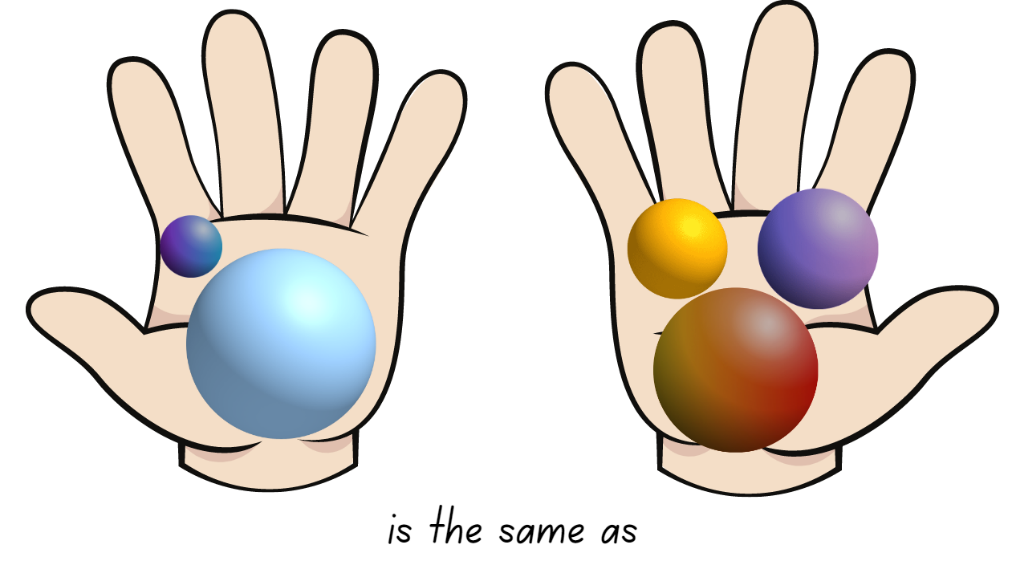 is the same as